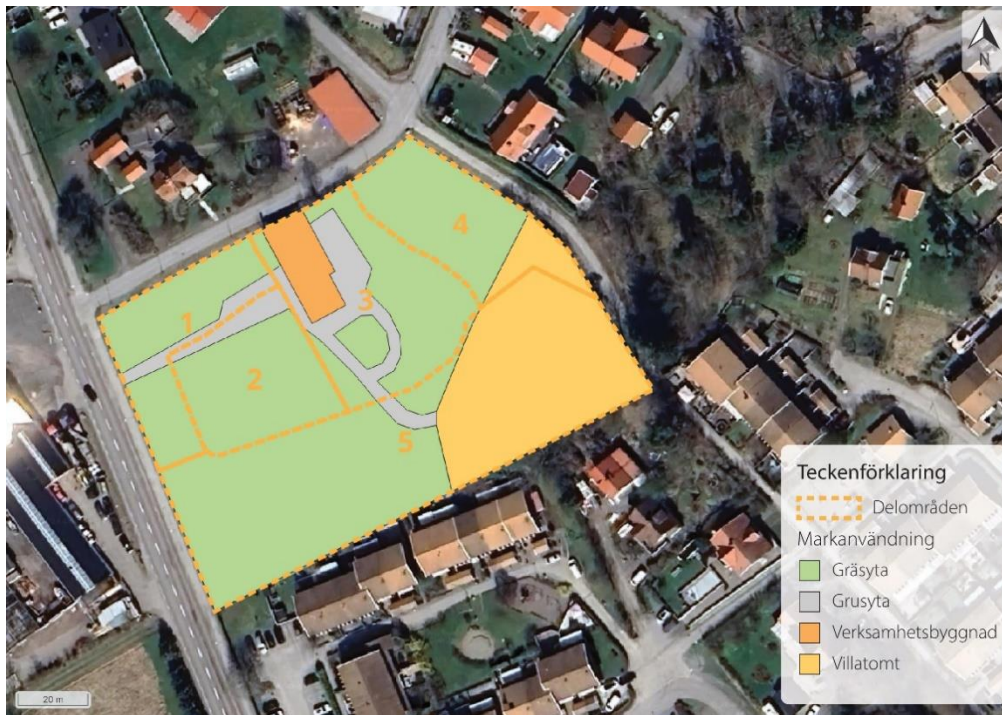 N
4
3
1
2
5
Teckenförklaring
Delområden
Markanvändning
Gräsyta
Grusyta
Verksamhetsbyggnad
Villatomt
20 m